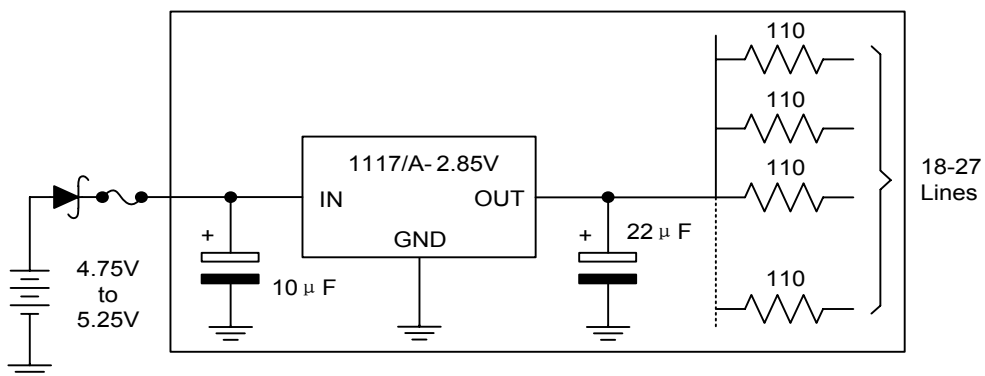 110
110
1117/A-2.85V
110
18-27
Lines
IN
OUT
GND
+
+
22 μ F
4.75V
to
5.25V
10 μ F
110